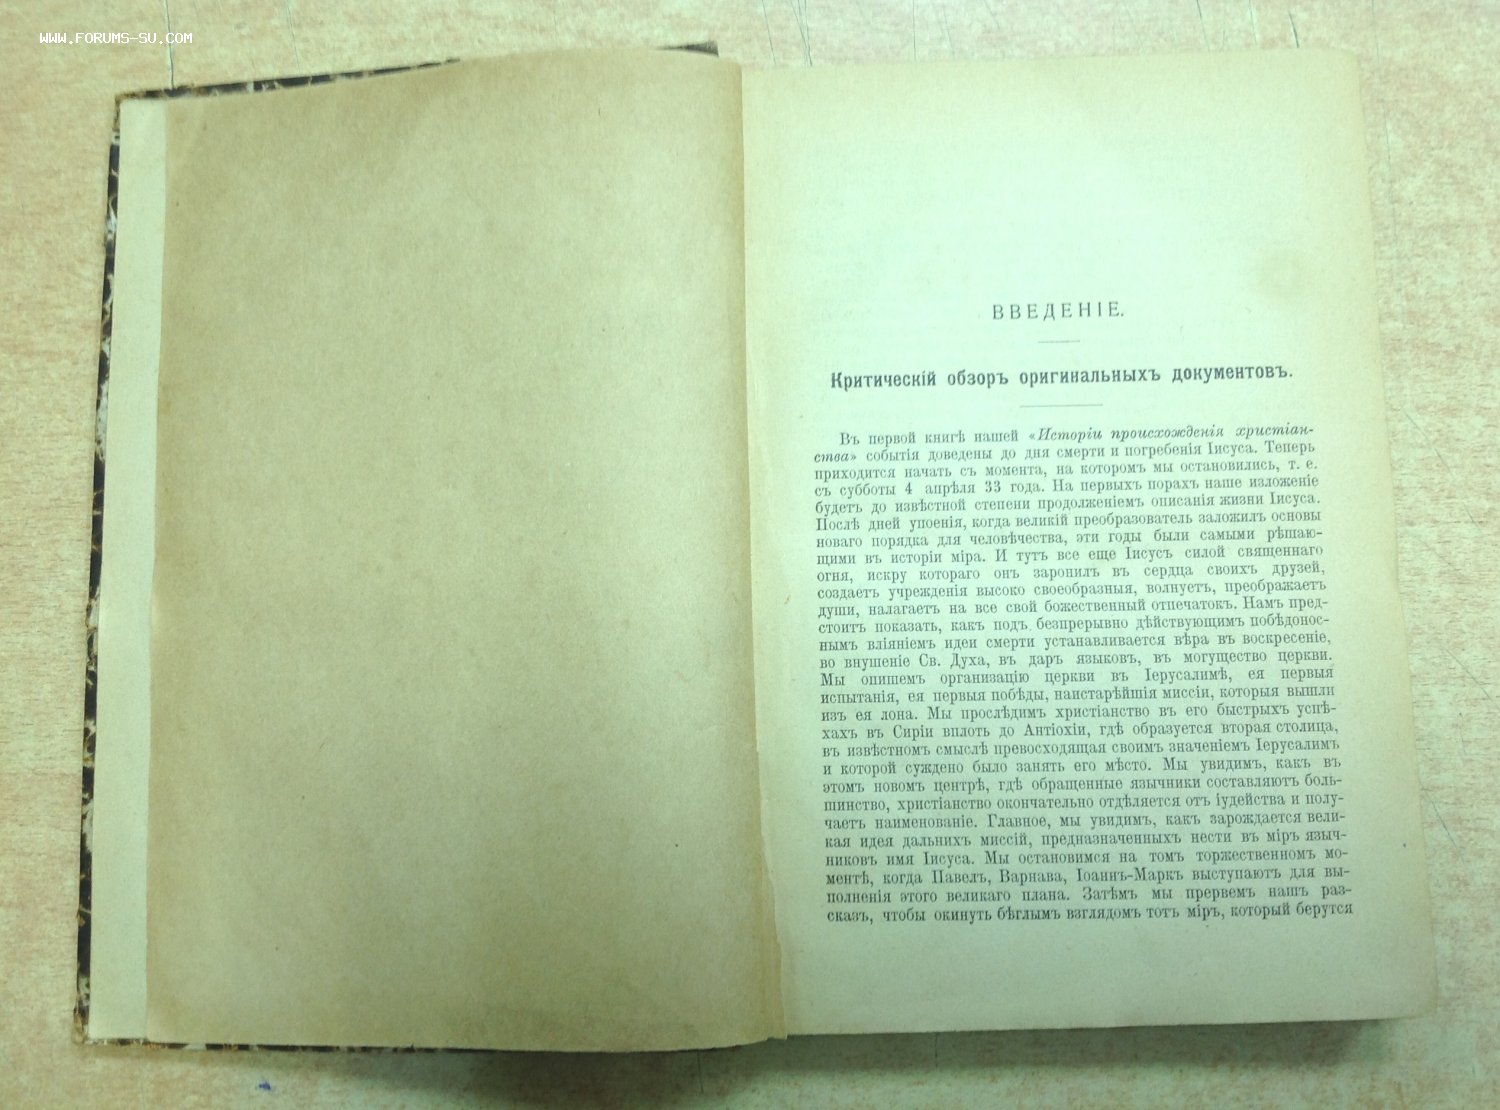 WWW.FORUMS-SU.COM
ВВЕДЕНІЕ.
Критическій обзоръ оригинальныхъ документовъ.
Въ первой книгѣ нашей «Исторіи происхожденія христіан-
ства» событія доведены до дня смерти и погребенія Іисуса. Теперь
приходится начать съ момента, на которомъ мы остановились, т. е.
съ субботы 4 апрѣля 33 года. На первыхъ порахъ наше изложеніе
будетъ до извѣстной степени продолженіемъ описанія жизни Іисуса.
Послѣ дней упоенія, когда великій преобразователь заложилъ основы
новаго порядка для человѣчества, эти годы были самыми рѣшаю-
щими въ исторіи міра. И тутъ все еще Іисусъ силой священнаго
огня, искру котораго онъ заронилъ въ сердца своихъ друзей,
создаетъ учрежденія высоко своеобразныя, волнуетъ, преображаетъ
души, налагаетъ на все свой божественный отпечатокъ. Намъ пред-
стоитъ показать, какъ подъ безпрерывно дѣйствующимъ побѣдонос-
нымъ вліяніемъ идеи смерти устанавливается вѣра въ воскресеніе,
во внушеніе Св. Духа, въ даръ языковъ, въ могущество церкви.
Мы опишемъ организацію церкви въ Іерусалимѣ, ея первыя
испытанія, ея первыя побѣды, наистарѣйшія миссіи, которыя вышли
изъ ея лона. Мы прослѣдимъ христіанство въ его быстрыхъ успѣ-
хахъ въ Сиріи вплоть до Антіохіи, гдѣ образуется вторая столица,
въ извѣстномъ смыслѣ превосходящая своимъ значеніемъ Іерусалимъ
и которой суждено было занять его мѣсто. Мы увидимъ, какъ въ
этомъ новомъ центрѣ, гдѣ обращенные язычники составляютъ боль-
шинство, христіанство окончательно отдѣляется отъ іудейства и полу-
чаетъ наименованіе. Главное, мы увидимъ, какъ зарождается вели-
кая идея дальнихъ миссій, предназначенныхъ нести въ міръ языч-
никовъ имя Іисуса. Мы остановимся на томъ торжественномъ мо-
ментѣ, когда Павелъ, Варнава, Іоаннъ-Маркъ выступаютъ для вы-
полненія этого великаго плана. Затѣмъ мы прервемъ нашъ раз-
сказъ, чтобы окинуть бѣглымъ взглядомъ тотъ міръ, который берутся